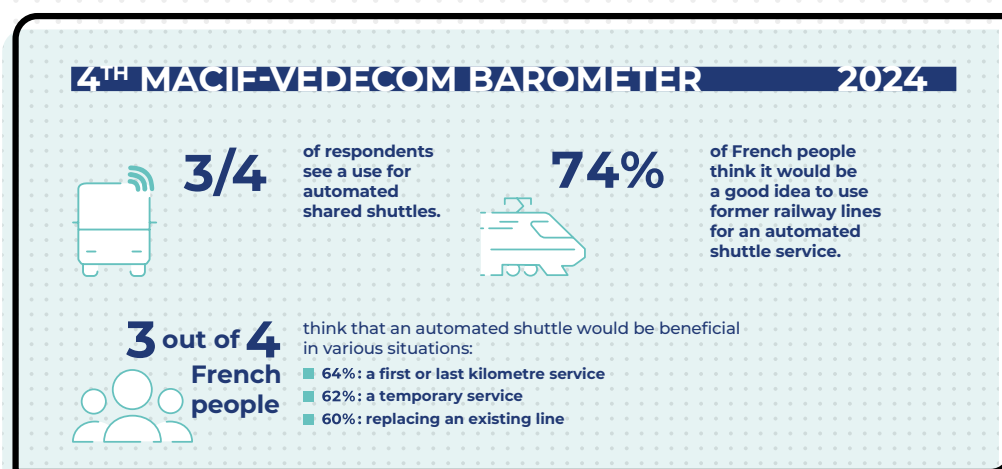 4TH MACIF-VEDECOM BAROMETER 2024
3/4
of respondents
see a use for
automated
shared shuttles.
74%
of French people
think it would be
a good idea to use
former railway lines
for an automated
shuttle service.
3 out of 4
French
people
think that an automated shuttle would be beneficial
in various situations:
64%: a first or last kilometre service
62%: a temporary service
60%: replacing an existing line